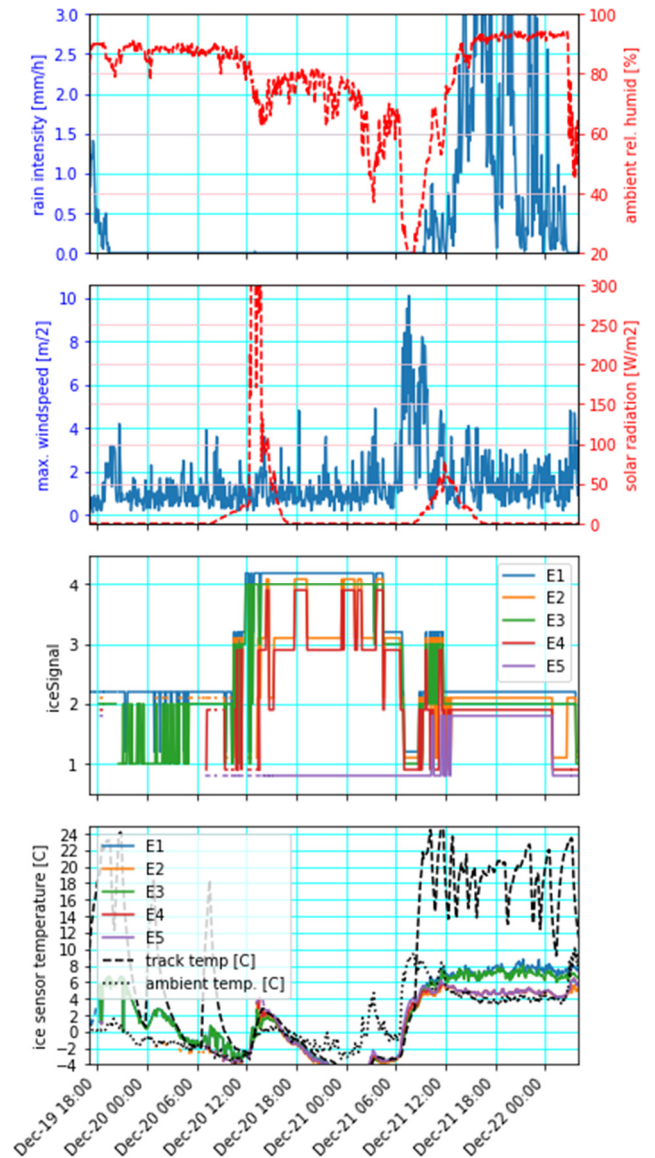 3.0
2.5
2.0
1.5
1.0
0.5
0.0
rain intensity [mm/h]
100
80
60
40
20
ambient rel. humid [%]
10
8
6
4
2
0
max. windspeed [m/2]
300
250
200
150
100
50
0
solar radiation [W/m2]
4
3
2
1
iceSignal
E1
E2
E3
E4
E5
24
22
20
18
16
14
12
10
8
6
4
2
0
−2
−4
ice sensor temperature [C]
E1
E2
E3
E4
E5
track temp [C]
ambient temp. [C]
Dec-19 18:00
Dec-20 00:00
Dec-20 06:00
Dec-20 12:00
Dec-20 18:00
Dec-21 00:00
Dec-21 06:00
Dec-21 12:00
Dec-21 18:00
Dec-22 00:00